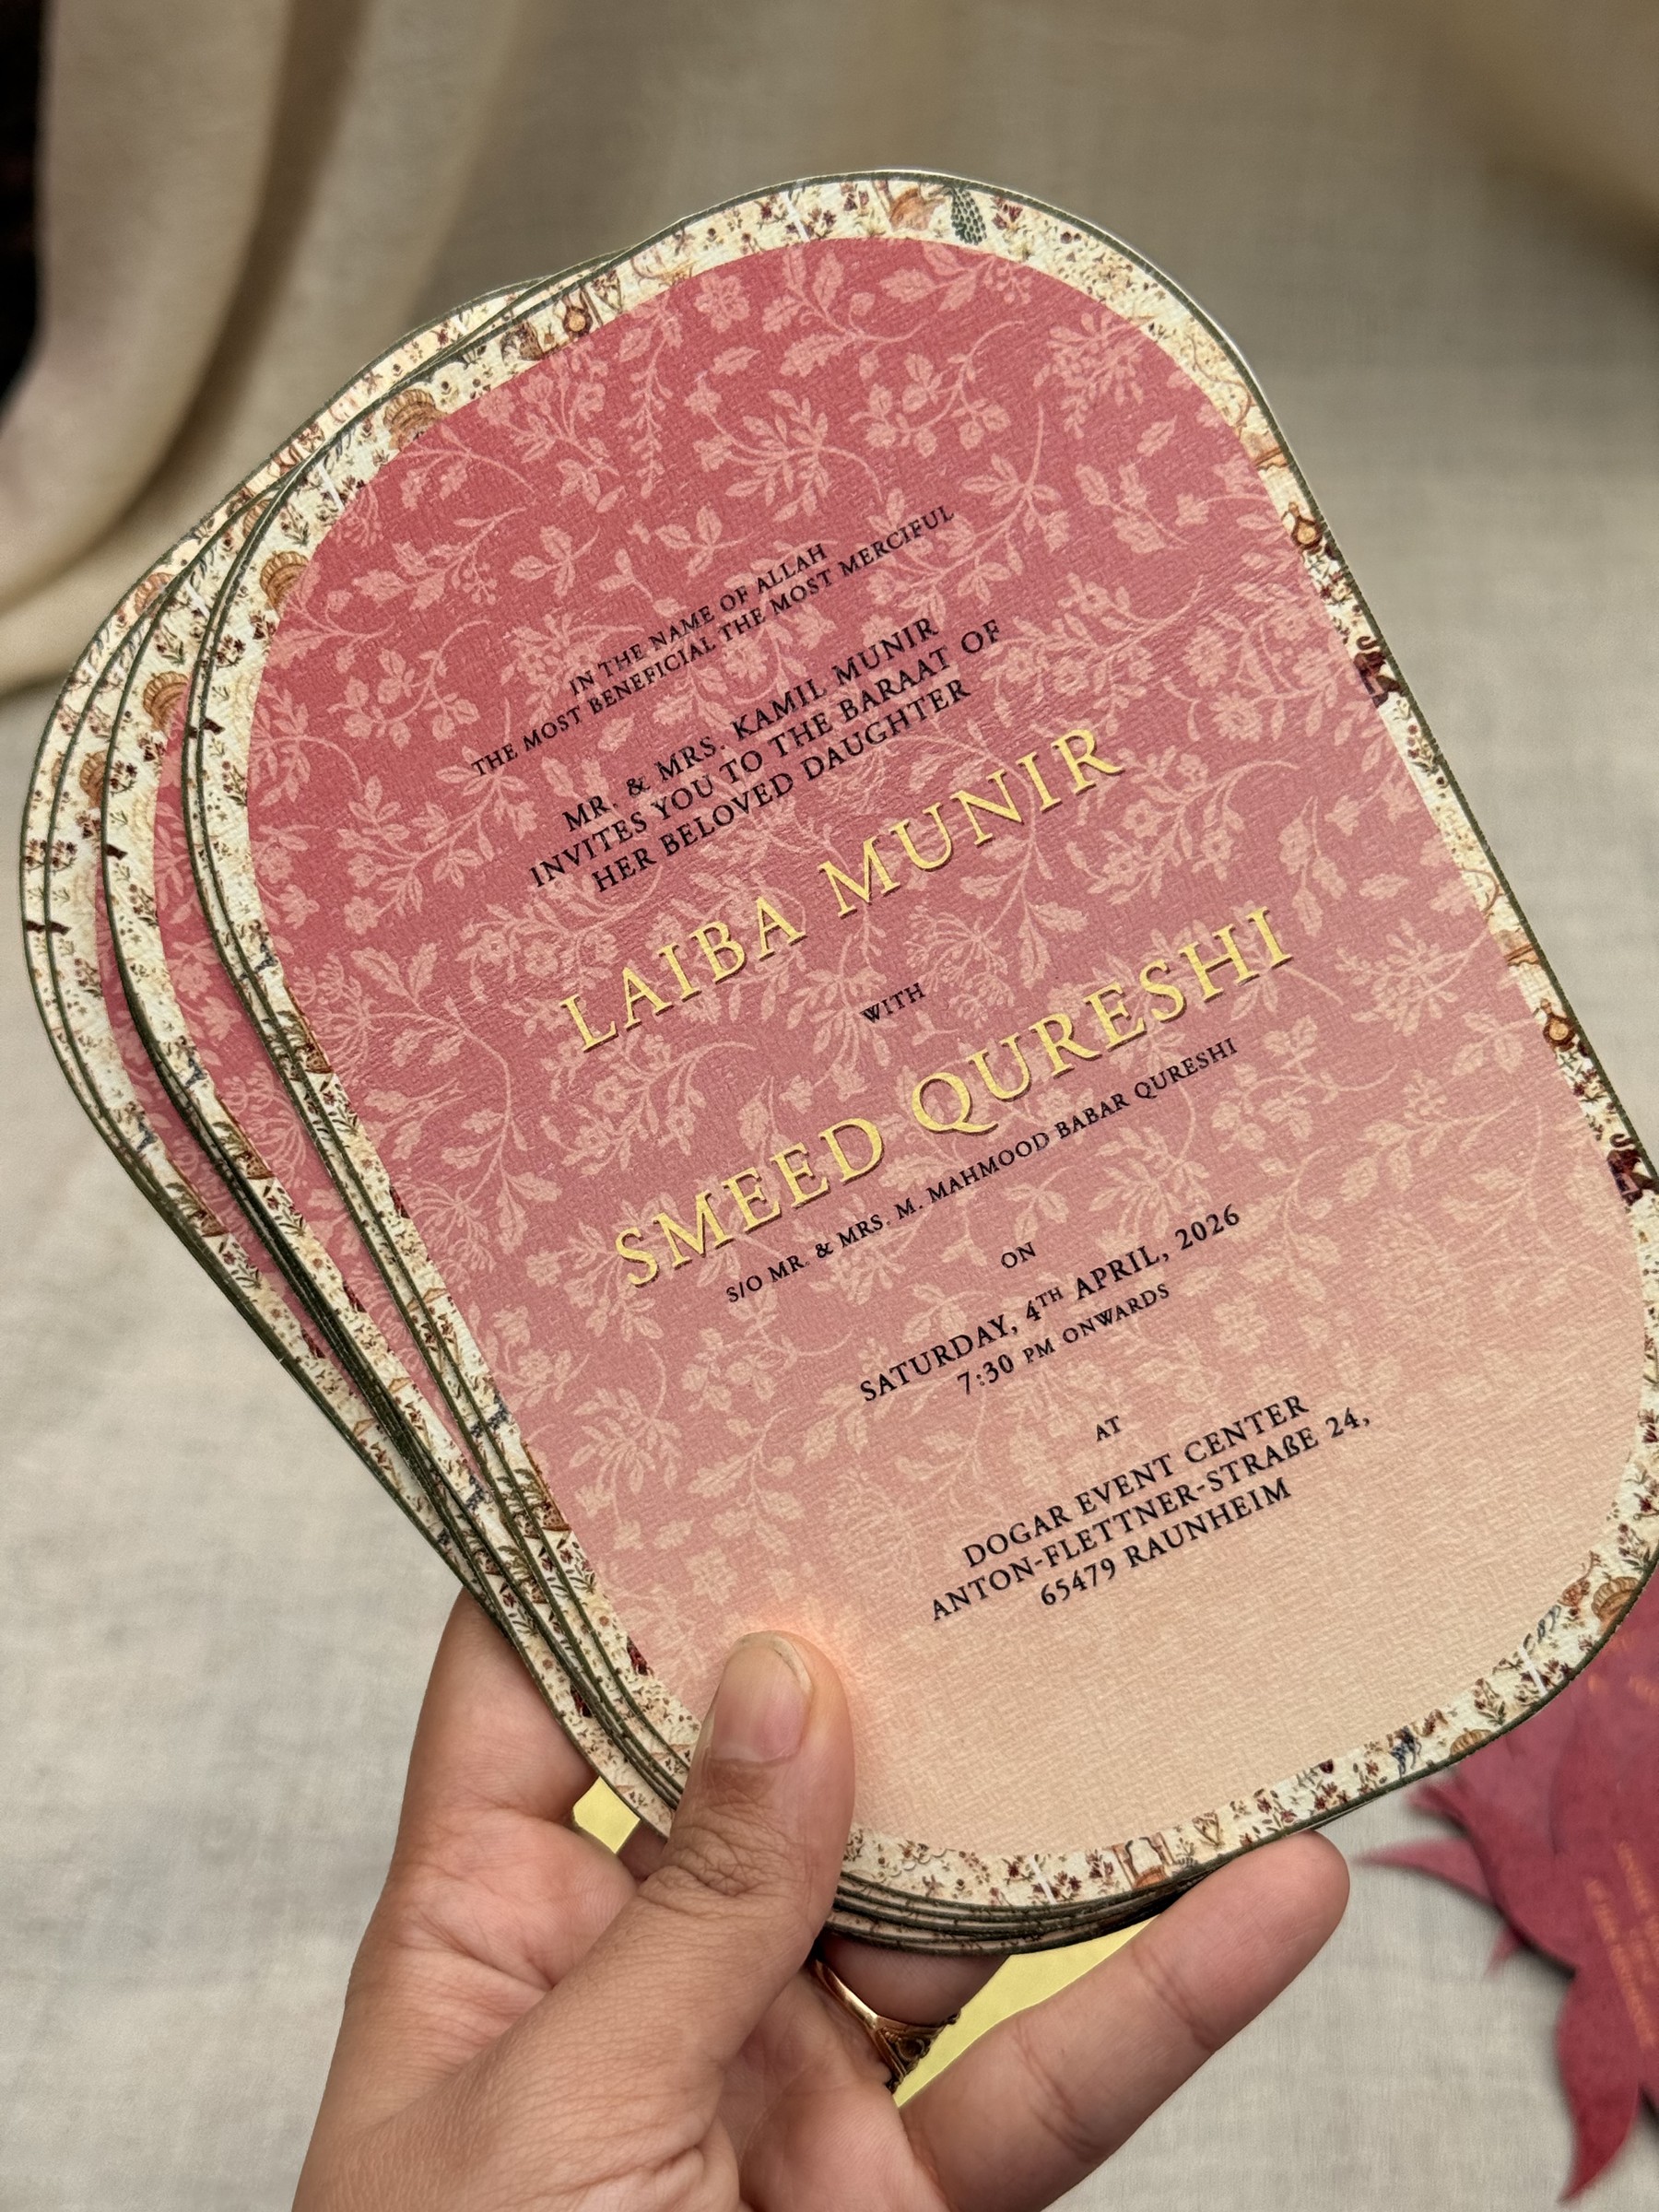 IN THE NAME OF ALLAH
THE MOST BENEFICIAL THE MOST MERCIFUL
MR. & MRS. KAMIL MUNIR
INVITES YOU TO THE BARAAT OF
HER BELOVED DAUGHTER
LAIBA MUNIR
WITH
SMEED QURESHI
S/O MR. & MRS. M. MAHMOOD BABAR QURESHI
ON
SATURDAY, 4TH APRIL, 2026
7:30 PM ONWARDS
AT
DOGAR EVENT CENTER
ANTON-FLETTNER-STRAßE 24,
65479 RAUNHEIM